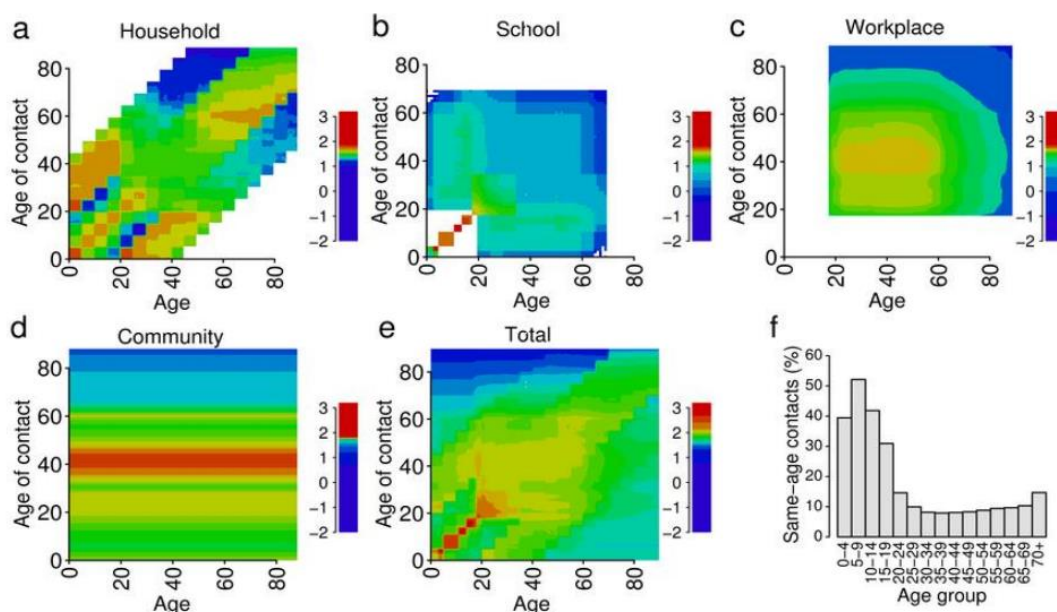 a Household
Age of contact
0 20 40 60 80
0 20 40 60 80
Age
3
2
1
0
−1
−2
b School
Age of contact
0 20 40 60 80
0 20 40 60 80
Age
3
2
1
0
−1
−2
c Workplace
Age of contact
0 20 40 60 80
0 20 40 60 80
Age
3
2
1
0
−1
−2
d Community
Age of contact
0 20 40 60 80
0 20 40 60 80
Age
3
2
1
0
−1
−2
e Total
Age of contact
0 20 40 60 80
0 20 40 60 80
Age
3
2
1
0
−1
−2
f
Same−age contacts (%)
60
50
40
30
20
10
0
0−4
5−9
10−14
15−19
20−24
25−29
30−34
35−39
40−44
45−49
50−54
55−59
60−64
65−69
70+
Age group